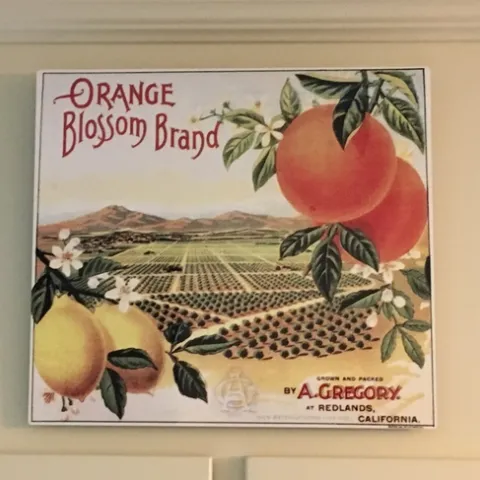 ORANGE
Blossom Brand
GROWN AND PACKED
BY A. GREGORY.
AT REDLANDS,
CALIFORNIA.